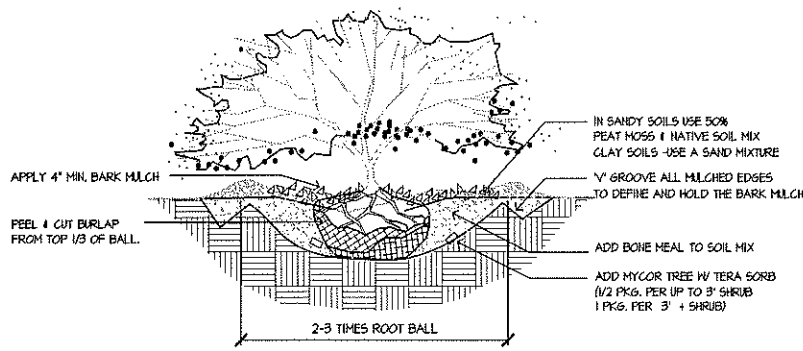 IN SANDY SOILS USE 50%
PEAT MOSS & NATIVE SOIL MIX
CLAY SOILS -USE A SAND MIXTURE
APPLY 4" MIN. BARK MULCH
'V' GROOVE ALL MULCHED EDGES
TO DEFINE AND HOLD THE BARK MULCH
PEEL & CUT BURLAP
FROM TOP 1/3 OF BALL.
ADD BONE MEAL TO SOIL MIX
ADD MYCOR TREE W/ TERA SORB
(1/2 PKG. PER UP TO 3' SHRUB
1 PKG. PER 3' + SHRUB)
2-3 TIMES ROOT BALL